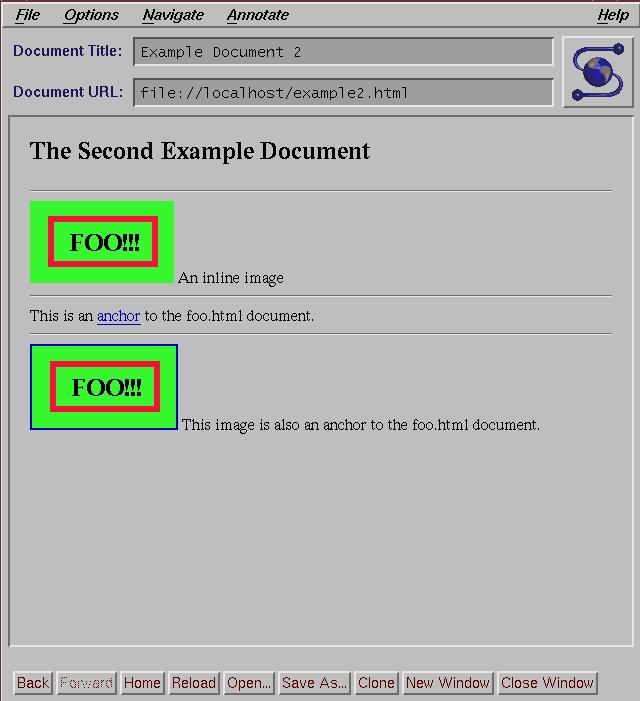 File Options Navigate Annotate Help
Document Title: Example Document 2
Document URL: file://localhost/example2.html
The Second Example Document
FOO!!! An inline image
This is an anchor to the foo.html document.
FOO!!! This image is also an anchor to the foo.html document.
Back Forward Home Reload Open... Save As... Clone New Window Close Window